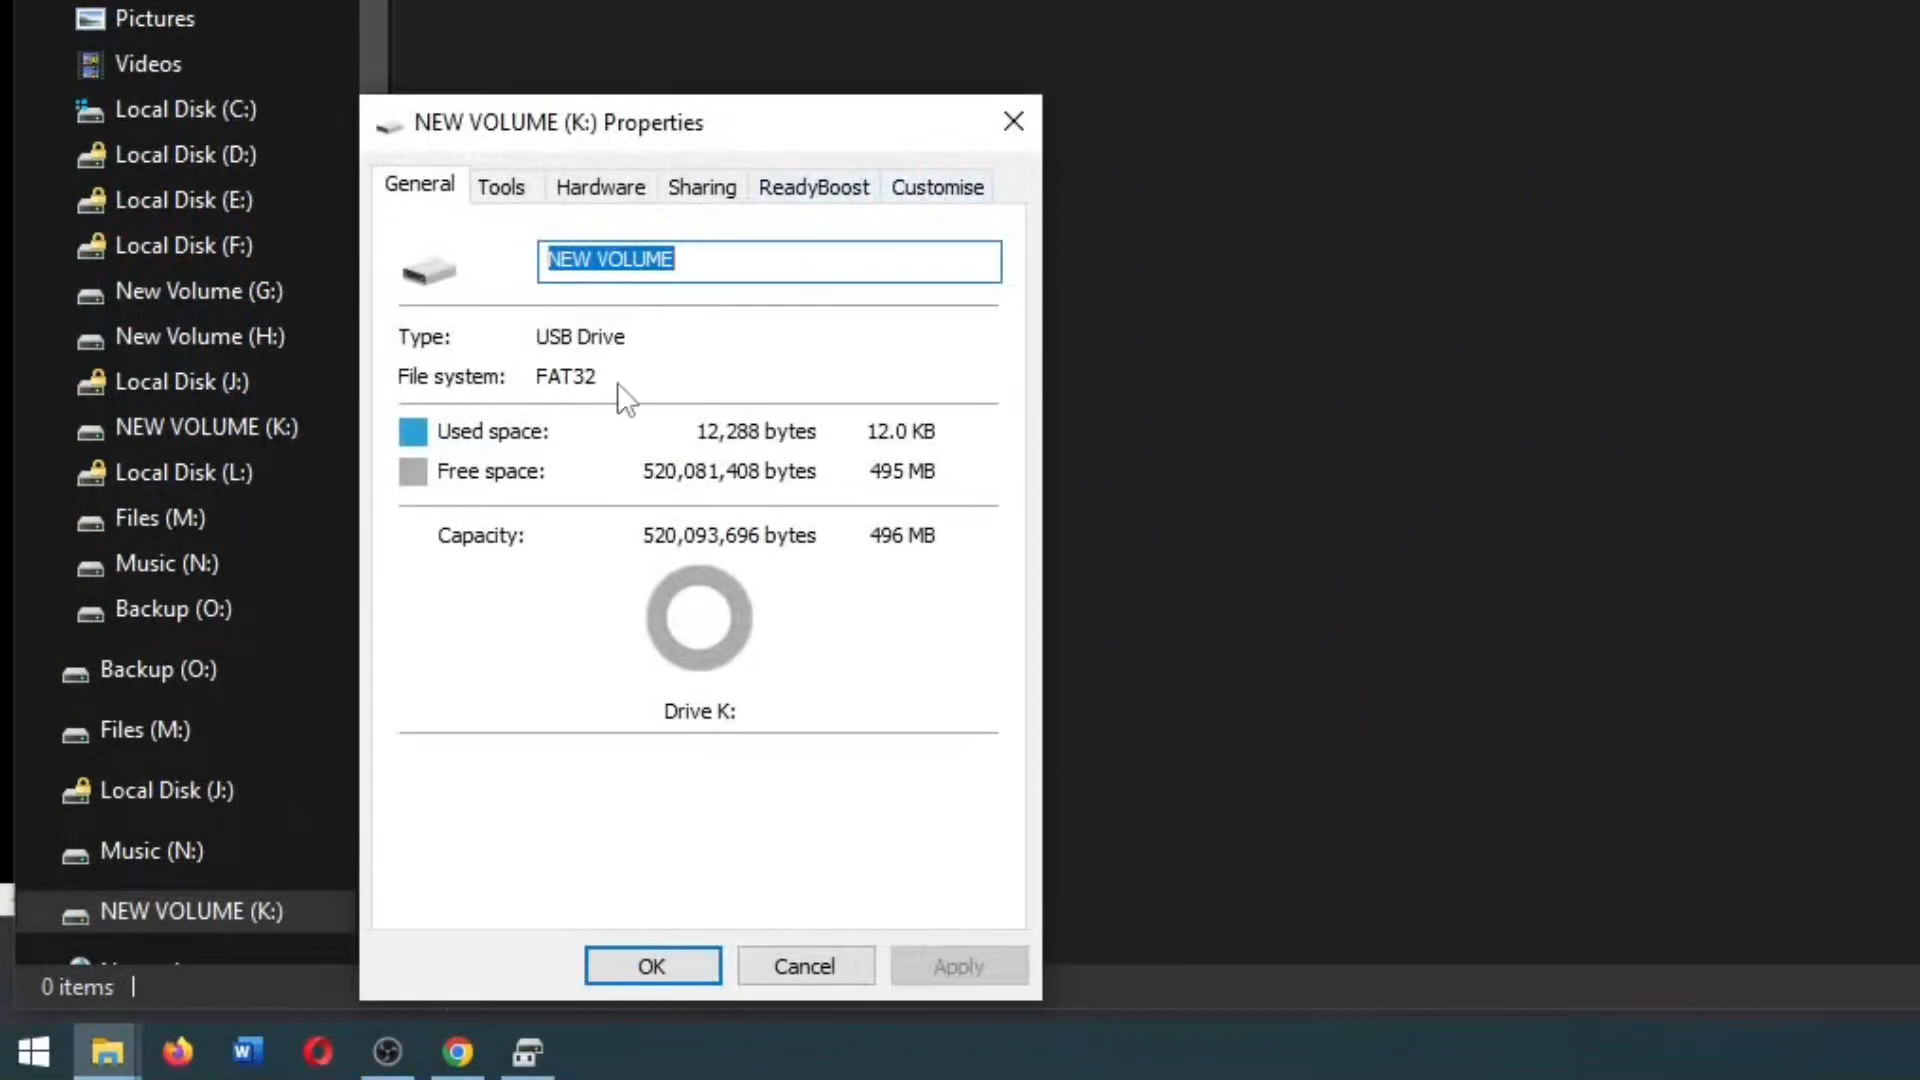 Pictures
Videos
Local Disk (C:)
Local Disk (D:)
Local Disk (E:)
Local Disk (F:)
New Volume (G:)
New Volume (H:)
Local Disk (J:)
NEW VOLUME (K:)
Local Disk (L:)
Files (M:)
Music (N:)
Backup (O:)
Backup (O:)
Files (M:)
Local Disk (J:)
Music (N:)
NEW VOLUME (K:)
0 items
NEW VOLUME (K:) Properties
General Tools Hardware Sharing ReadyBoost Customise
NEW VOLUME
Type: USB Drive
File system: FAT32
Used space: 12,288 bytes 12.0 KB
Free space: 520,081,408 bytes 495 MB
Capacity: 520,093,696 bytes 496 MB
Drive K:
OK Cancel Apply